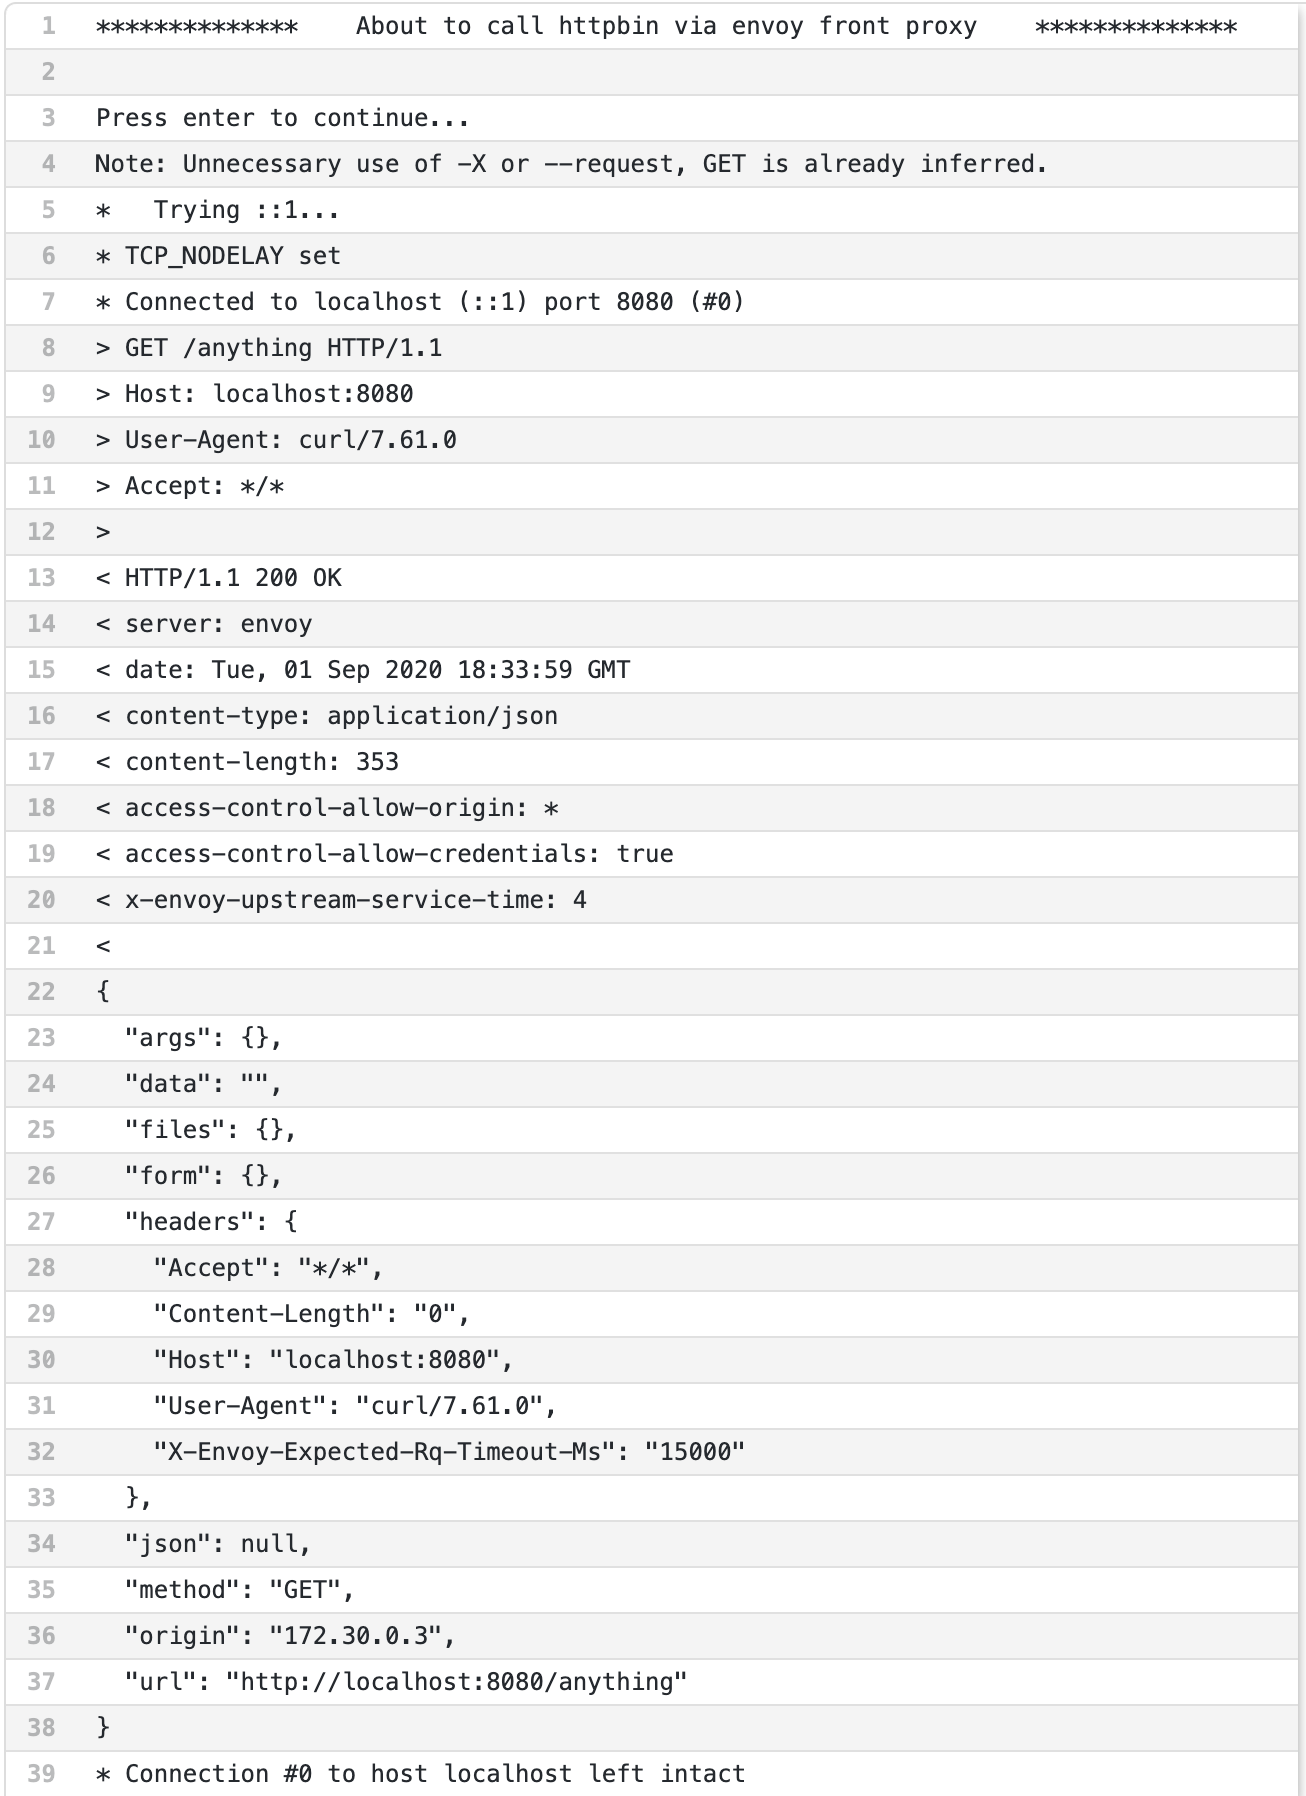 1 ************** About to call httpbin via envoy front proxy **************
2
3 Press enter to continue...
4 Note: Unnecessary use of -X or --request, GET is already inferred.
5 *   Trying ::1...
6 * TCP_NODELAY set
7 * Connected to localhost (::1) port 8080 (#0)
8 > GET /anything HTTP/1.1
9 > Host: localhost:8080
10 > User-Agent: curl/7.61.0
11 > Accept: */*
12 >
13 < HTTP/1.1 200 OK
14 < server: envoy
15 < date: Tue, 01 Sep 2020 18:33:59 GMT
16 < content-type: application/json
17 < content-length: 353
18 < access-control-allow-origin: *
19 < access-control-allow-credentials: true
20 < x-envoy-upstream-service-time: 4
21 <
22 {
23   "args": {},
24   "data": "",
25   "files": {},
26   "form": {},
27   "headers": {
28     "Accept": "*/*",
29     "Content-Length": "0",
30     "Host": "localhost:8080",
31     "User-Agent": "curl/7.61.0",
32     "X-Envoy-Expected-Rq-Timeout-Ms": "15000"
33   },
34   "json": null,
35   "method": "GET",
36   "origin": "172.30.0.3",
37   "url": "http://localhost:8080/anything"
38 }
39 * Connection #0 to host localhost left intact